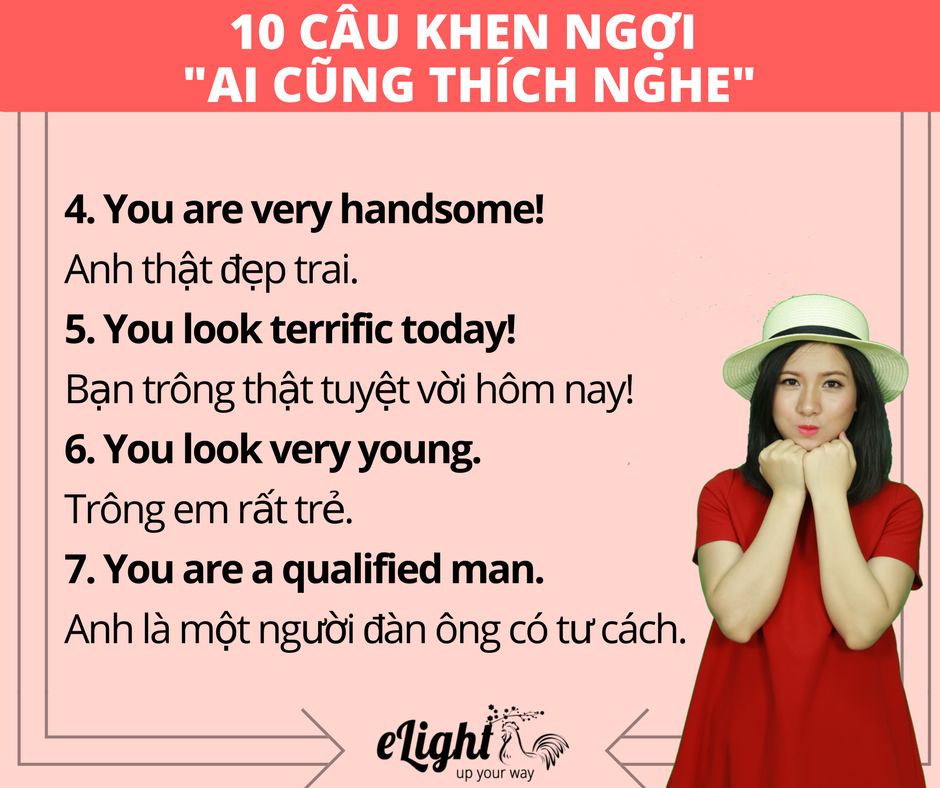 10 CÂU KHEN NGỢI
"AI CŨNG THÍCH NGHE"
4. You are very handsome!
Anh thật đẹp trai.
5. You look terrific today!
Bạn trông thật tuyệt vời hôm nay!
6. You look very young.
Trông em rất trẻ.
7. You are a qualified man.
Anh là một người đàn ông có tư cách.
eLight
up your way